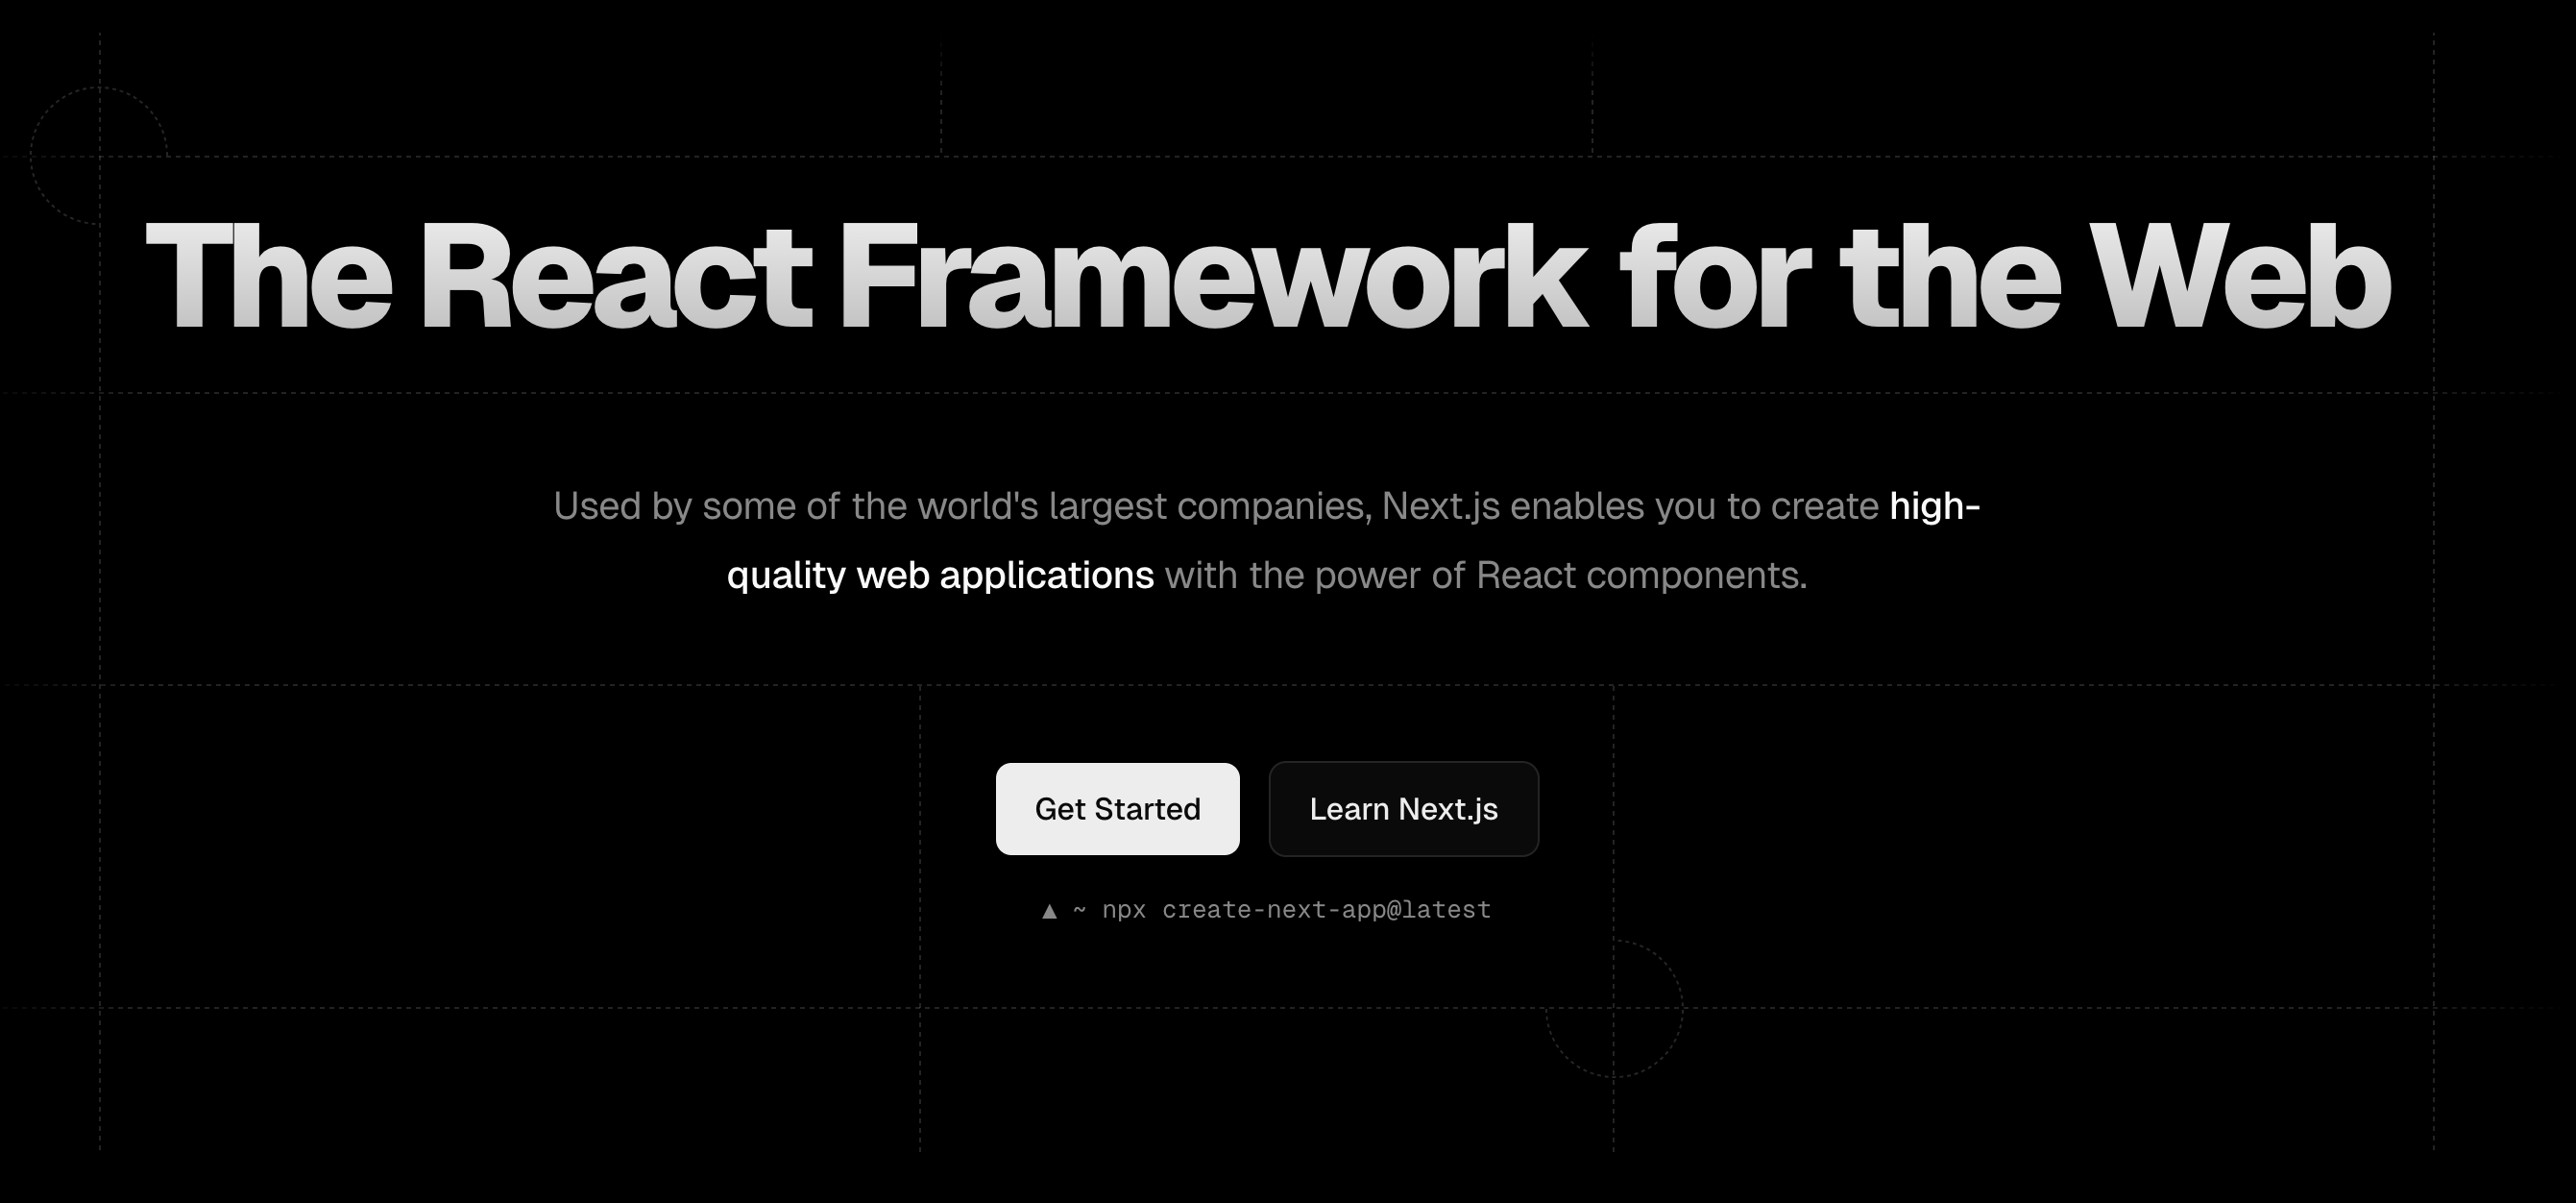 The React Framework for the Web
Used by some of the world's largest companies, Next.js enables you to create high-
quality web applications with the power of React components.
Get Started
Learn Next.js
▲ ~ npx create-next-app@latest